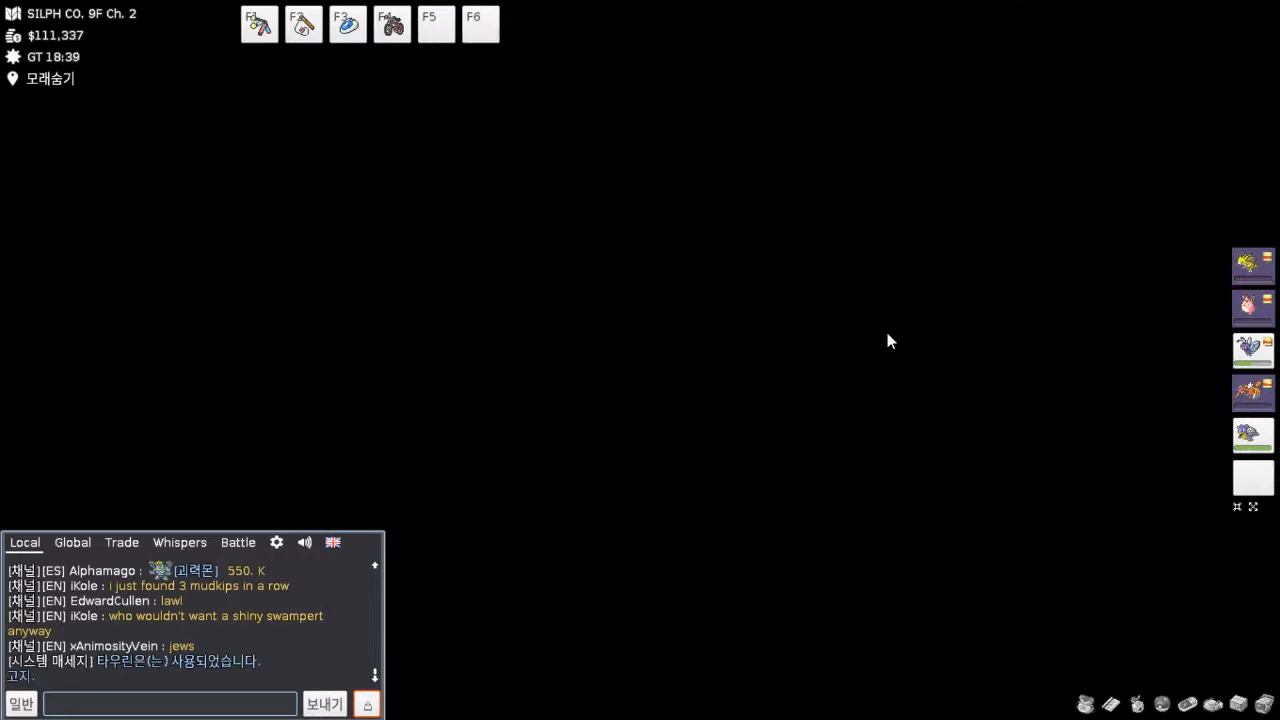 SILPH CO. 9F Ch. 2
$111,337
GT 18:39
모래숨기
F1 F2 F3 F4 F5 F6
Local Global Trade Whispers Battle
[채널][ES] Alphamago : [괴력몬] 550. K
[채널][EN] iKole : i just found 3 mudkips in a row
[채널][EN] EdwardCullen : lawl
[채널][EN] iKole : who wouldn't want a shiny swampert
anyway
[채널][EN] xAnimosityVein : jews
[시스템 매세지] 타우린은(는) 사용되었습니다.
고지.
일반 보내기